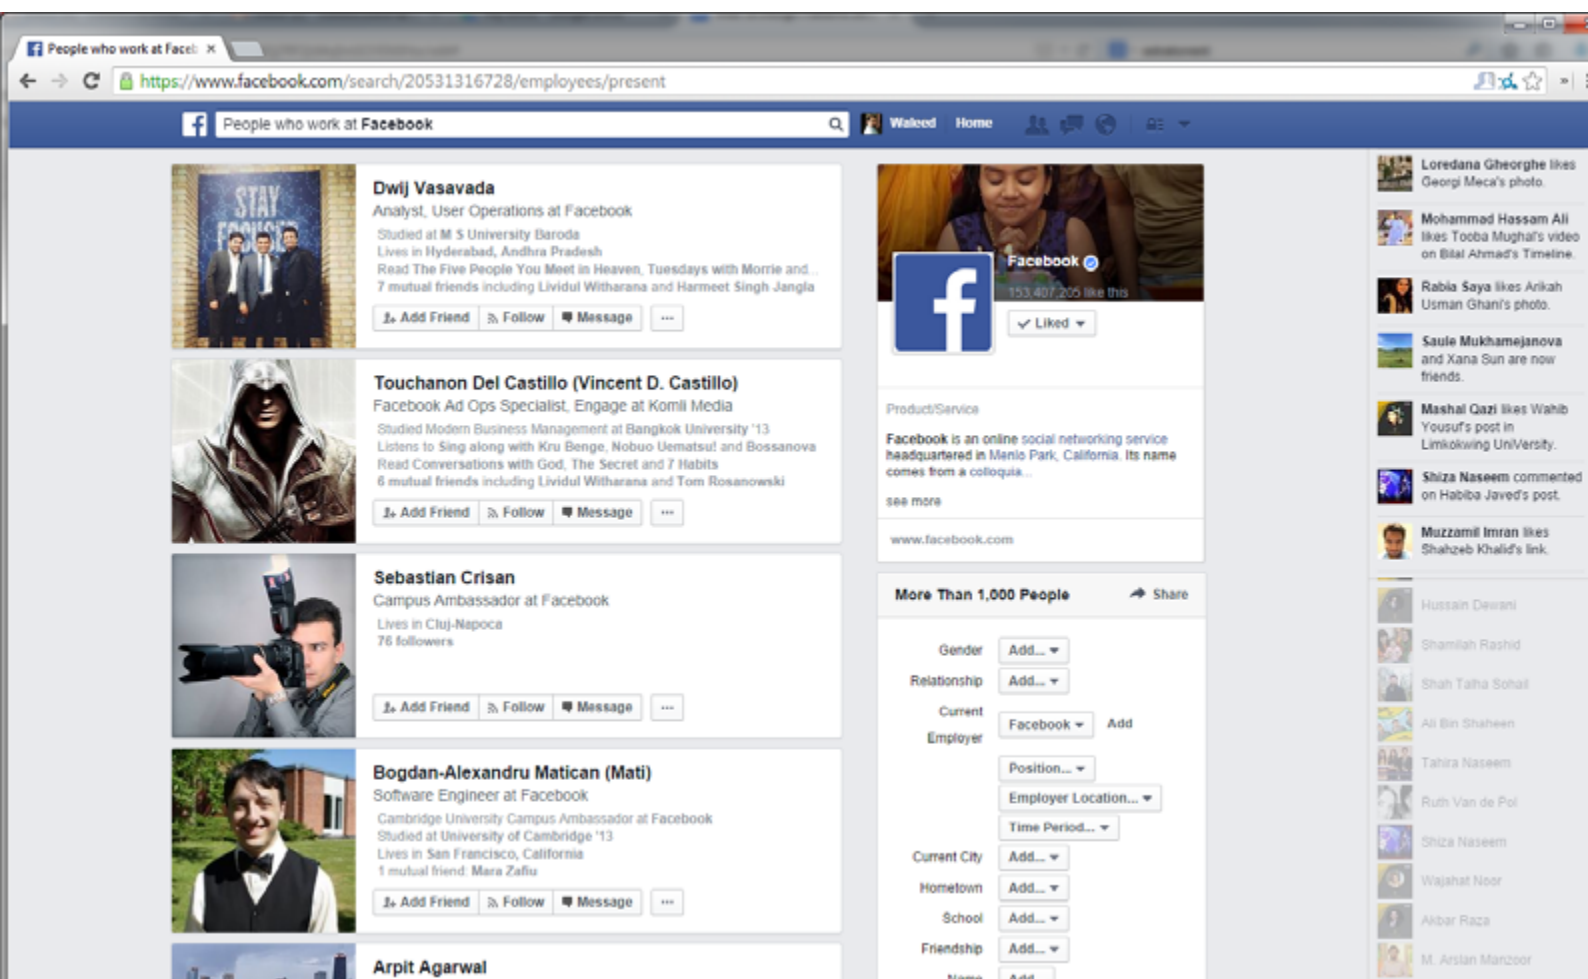 People who work at Faceb
https://www.facebook.com/search/20531316728/employees/present
People who work at Facebook
Waleed Home
STAY
FOCUSED
Dwij Vasavada
Analyst, User Operations at Facebook
Studied at M S University Baroda
Lives in Hyderabad, Andhra Pradesh
Read The Five People You Meet in Heaven, Tuesdays with Morrie and...
7 mutual friends including Lividul Witharana and Harmeet Singh Jangla
Add Friend Follow Message ...
Touchanon Del Castillo (Vincent D. Castillo)
Facebook Ad Ops Specialist, Engage at Komli Media
Studied Modern Business Management at Bangkok University '13
Listens to Sing along with Kru Benge, Nobuo Uematsu! and Bossanova
Read Conversations with God, The Secret and 7 Habits
6 mutual friends including Lividul Witharana and Tom Rosanowski
Add Friend Follow Message ...
Sebastian Crisan
Campus Ambassador at Facebook
Lives in Cluj-Napoca
76 followers
Add Friend Follow Message ...
Bogdan-Alexandru Matican (Mati)
Software Engineer at Facebook
Cambridge University Campus Ambassador at Facebook
Studied at University of Cambridge '13
Lives in San Francisco, California
1 mutual friend: Mara Zafiu
Add Friend Follow Message ...
Arpit Agarwal
Facebook
153,407,205 like this
Liked
Product/Service
Facebook is an online social networking service
headquartered in Menlo Park, California. Its name
comes from a colloquia...
see more
www.facebook.com
More Than 1,000 People Share
Gender Add...
Relationship Add...
Current
Employer Facebook Add
Position...
Employer Location...
Time Period...
Current City Add...
Hometown Add...
School Add...
Friendship Add...
Name Add...
Loredana Gheorghe likes
Georgi Meca's photo.
Mohammad Hassam Ali
likes Tooba Mughal's video
on Bilal Ahmad's Timeline.
Rabia Saya likes Arikah
Usman Ghani's photo.
Saule Mukhamejanova
and Xana Sun are now
friends.
Mashal Qazi likes Wahib
Yousuf's post in
Limkokwing UniVersity.
Shiza Naseem commented
on Habiba Javed's post.
Muzzamil Imran likes
Shahzeb Khalid's link.
Hussain Dewani
Shamilah Rashid
Shah Talha Sohail
Ali Bin Shaheen
Tahira Naseem
Ruth Van de Pol
Shiza Naseem
Wajahat Noor
Akbar Raza
M. Arslan Manzoor